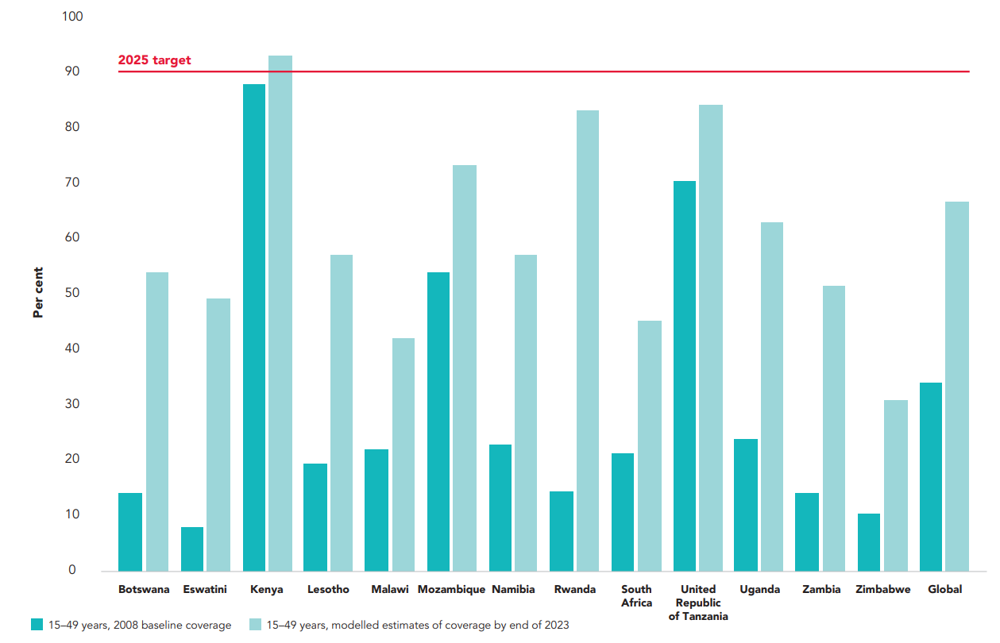 100
2025 target
90
80
70
60
50
40
30
20
10
0
Per cent
Botswana Eswatini Kenya Lesotho Malawi Mozambique Namibia Rwanda South Africa United Republic of Tanzania Uganda Zambia Zimbabwe Global
15–49 years, 2008 baseline coverage 15–49 years, modelled estimates of coverage by end of 2023